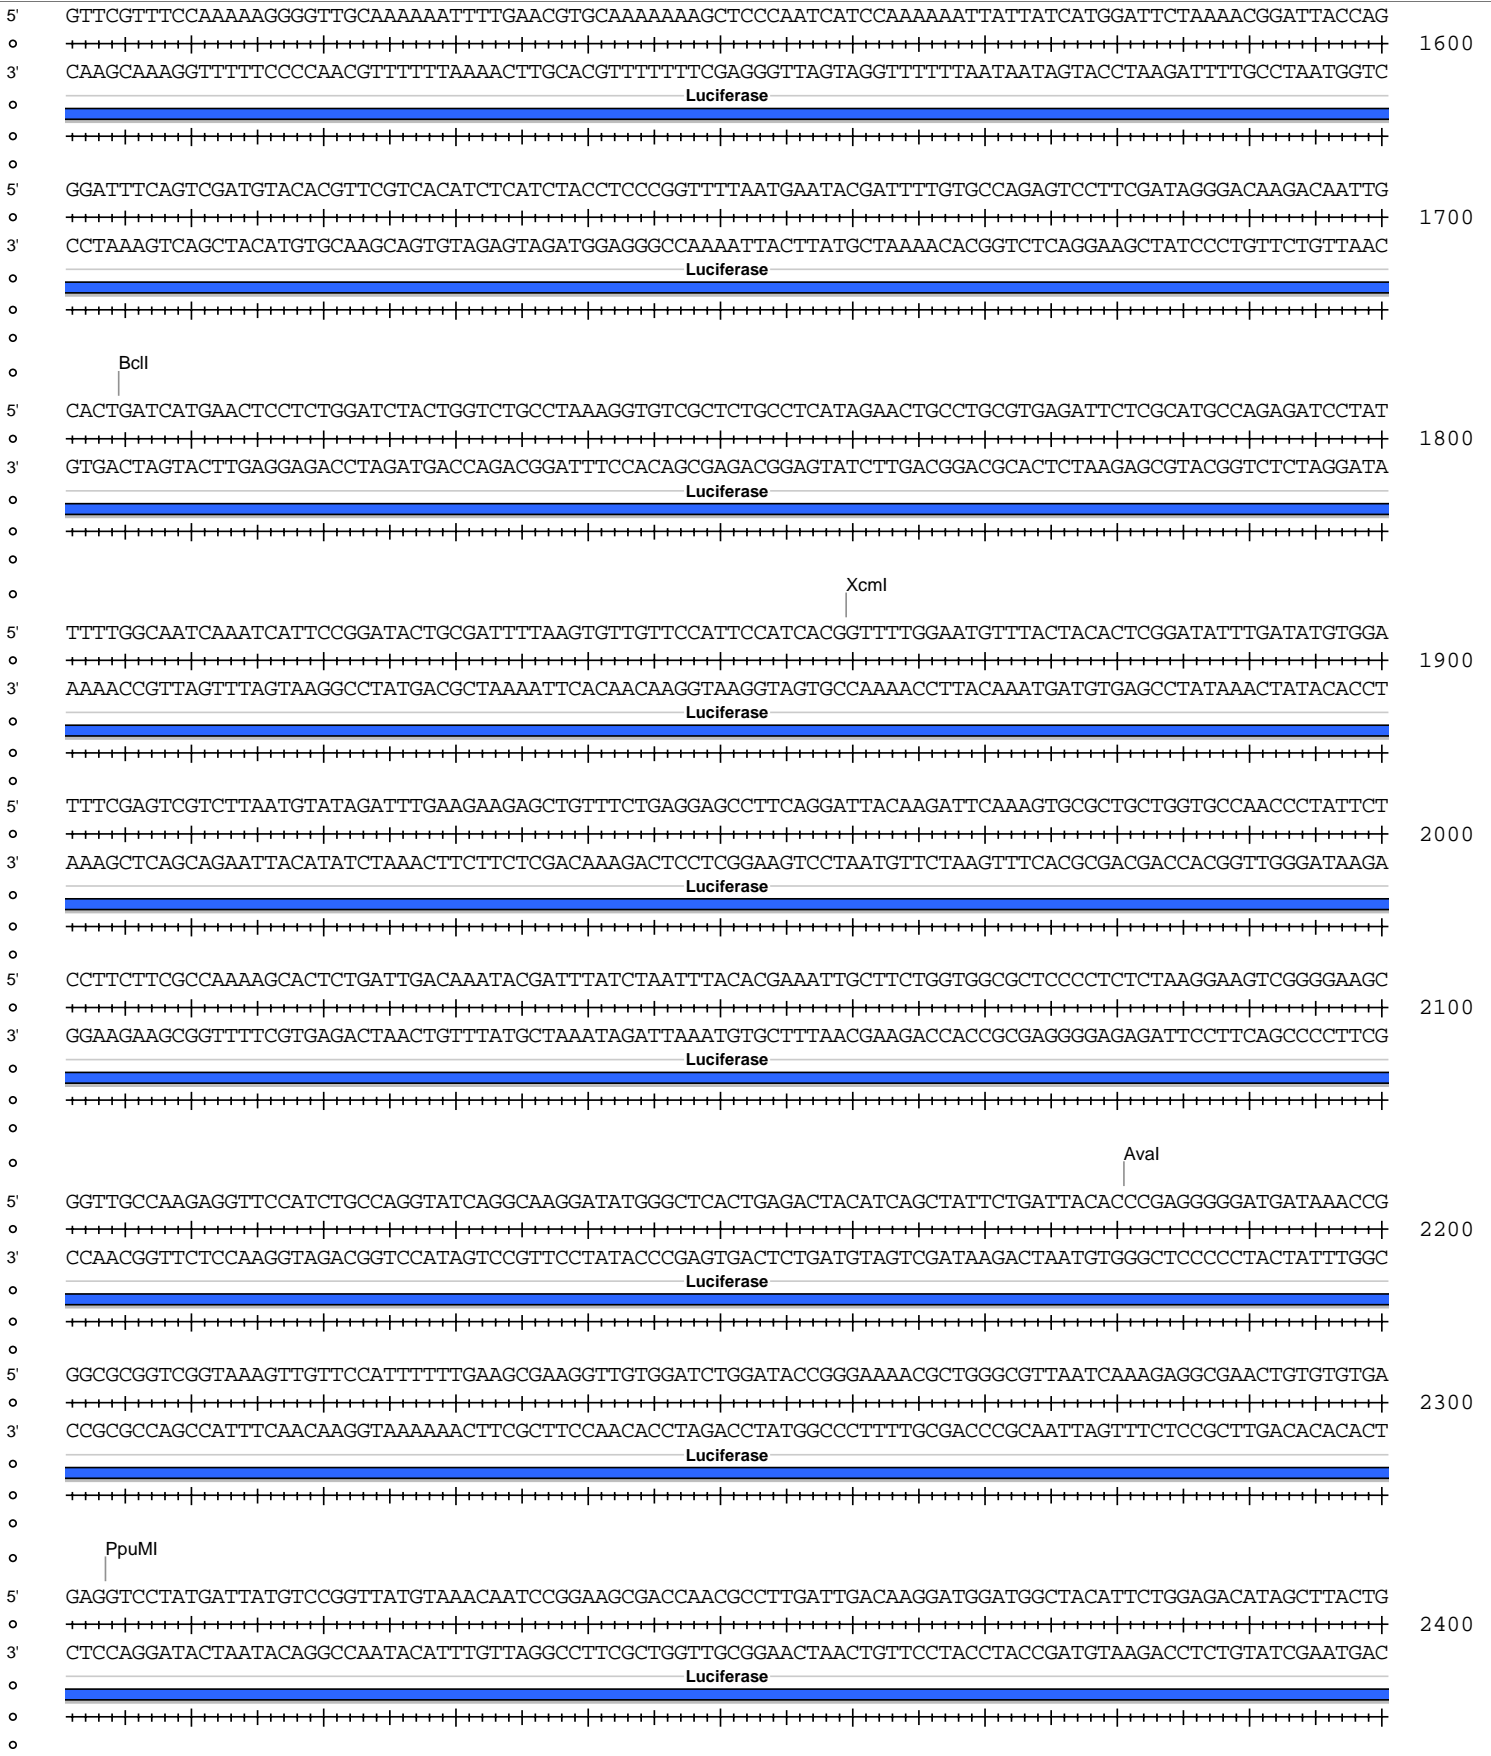 5' GTTCGTTTCCAAAAAGGGGTTGCAAAAAATTTTGAACGTGCAAAAAAAGCTCCCAATCATCCAAAAAATTATTATCATGGATTCTAAAACGGATTACCAG
1600
3' CAAGCAAAGGTTTTTCCCCAACGTTTTTTAAAACTTGCACGTTTTTTTCGAGGGTTAGTAGGTTTTTTAATAATAGTACCTAAGATTTTGCCTAATGGTC
Luciferase
5' GGATTTCAGTCGATGTACACGTTCGTCACATCTCATCTACCTCCCGGTTTTAATGAATACGATTTTGTGCCAGAGTCCTTCGATAGGGACAAGACAATTG
1700
3' CCTAAAGTCAGCTACATGTGCAAGCAGTGTAGAGTAGATGGAGGGCCAAAATTACTTATGCTAAAACACGGTCTCAGGAAGCTATCCCTGTTCTGTTAAC
Luciferase
BclI
5' CACTGATCATGAACTCCTCTGGATCTACTGGTCTGCCTAAAGGTGTCGCTCTGCCTCATAGAACTGCCTGCGTGAGATTCTCGCATGCCAGAGATCCTAT
1800
3' GTGACTAGTACTTGAGGAGACCTAGATGACCAGACGGATTTCCACAGCGAGACGGAGTATCTTGACGGACGCACTCTAAGAGCGTACGGTCTCTAGGATA
Luciferase
XcmI
5' TTTTGGCAATCAAATCATTCCGGATACTGCGATTTTAAGTGTTGTTCCATTCCATCACGGTTTTGGAATGTTTACTACACTCGGATATTTGATATGTGGA
1900
3' AAAACCGTTAGTTTAGTAAGGCCTATGACGCTAAAATTCACAACAAGGTAAGGTAGTGCCAAAACCTTACAAATGATGTGAGCCTATAAACTATACACCT
Luciferase
5' TTTCGAGTCGTCTTAATGTATAGATTTGAAGAAGAGCTGTTTCTGAGGAGCCTTCAGGATTACAAGATTCAAAGTGCGCTGCTGGTGCCAACCCTATTCT
2000
3' AAAGCTCAGCAGAATTACATATCTAAACTTCTTCTCGACAAAGACTCCTCGGAAGTCCTAATGTTCTAAGTTTCACGCGACGACCACGGTTGGGATAAGA
Luciferase
5' CCTTCTTCGCCAAAAGCACTCTGATTGACAAATACGATTTATCTAATTTACACGAAATTGCTTCTGGTGGCGCTCCCCTCTCTAAGGAAGTCGGGGAAGC
2100
3' GGAAGAAGCGGTTTTCGTGAGACTAACTGTTTATGCTAAATAGATTAAATGTGCTTTAACGAAGACCACCGCGAGGGGAGAGATTCCTTCAGCCCCTTCG
Luciferase
AvaI
5' GGTTGCCAAGAGGTTCCATCTGCCAGGTATCAGGCAAGGATATGGGCTCACTGAGACTACATCAGCTATTCTGATTACACCCGAGGGGGATGATAAACCG
2200
3' CCAACGGTTCTCCAAGGTAGACGGTCCATAGTCCGTTCCTATACCCGAGTGACTCTGATGTAGTCGATAAGACTAATGTGGGCTCCCCCTACTATTTGGC
Luciferase
5' GGCGCGGTCGGTAAAGTTGTTCCATTTTTTGAAGCGAAGGTTGTGGATCTGGATACCGGGAAAACGCTGGGCGTTAATCAAAGAGGCGAACTGTGTGTGA
2300
3' CCGCGCCAGCCATTTCAACAAGGTAAAAAACTTCGCTTCCAACACCTAGACCTATGGCCCTTTTGCGACCCGCAATTAGTTTCTCCGCTTGACACACACT
Luciferase
PpuMI
5' GAGGTCCTATGATTATGTCCGGTTATGTAAACAATCCGGAAGCGACCAACGCCTTGATTGACAAGGATGGATGGCTACATTCTGGAGACATAGCTTACTG
2400
3' CTCCAGGATACTAATACAGGCCAATACATTTGTTAGGCCTTCGCTGGTTGCGGAACTAACTGTTCCTACCTACCGATGTAAGACCTCTGTATCGAATGAC
Luciferase